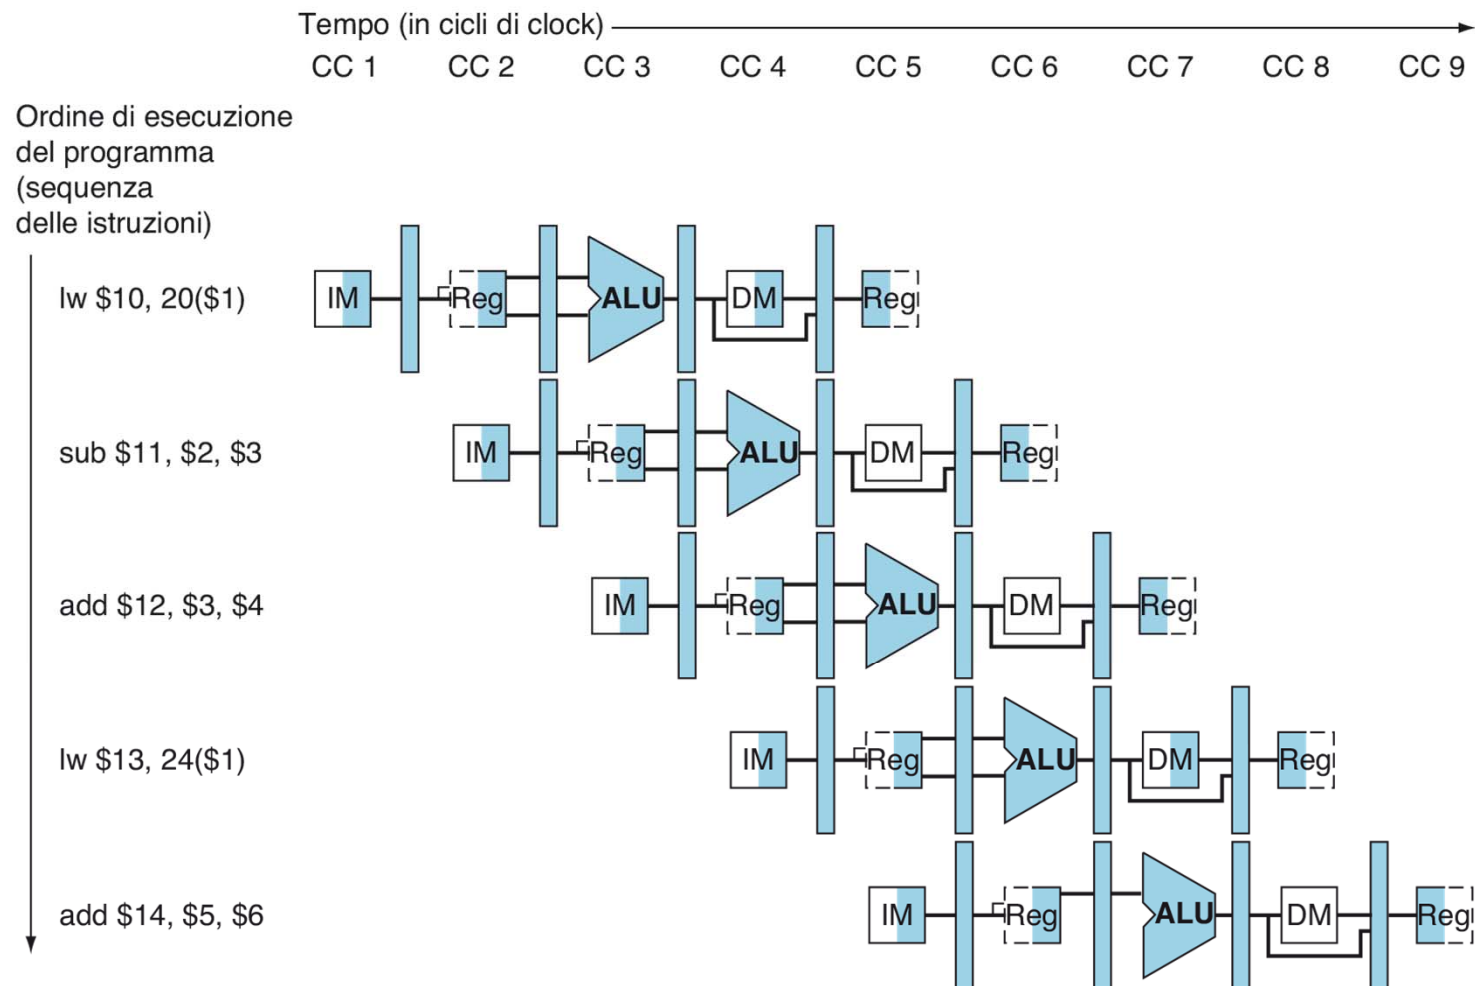 Tempo (in cicli di clock)
CC 1 CC 2 CC 3 CC 4 CC 5 CC 6 CC 7 CC 8 CC 9
Ordine di esecuzione
del programma
(sequenza
delle istruzioni)
lw $10, 20($1) IM Reg ALU DM Reg
sub $11, $2, $3 IM Reg ALU DM Reg
add $12, $3, $4 IM Reg ALU DM Reg
lw $13, 24($1) IM Reg ALU DM Reg
add $14, $5, $6 IM Reg ALU DM Reg